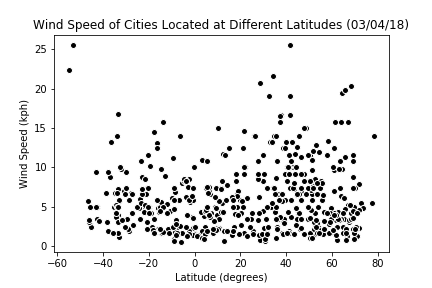 Wind Speed of Cities Located at Different Latitudes (03/04/18)
25
20
15
10
5
0
Wind Speed (kph)
−60 −40 −20 0 20 40 60 80
Latitude (degrees)